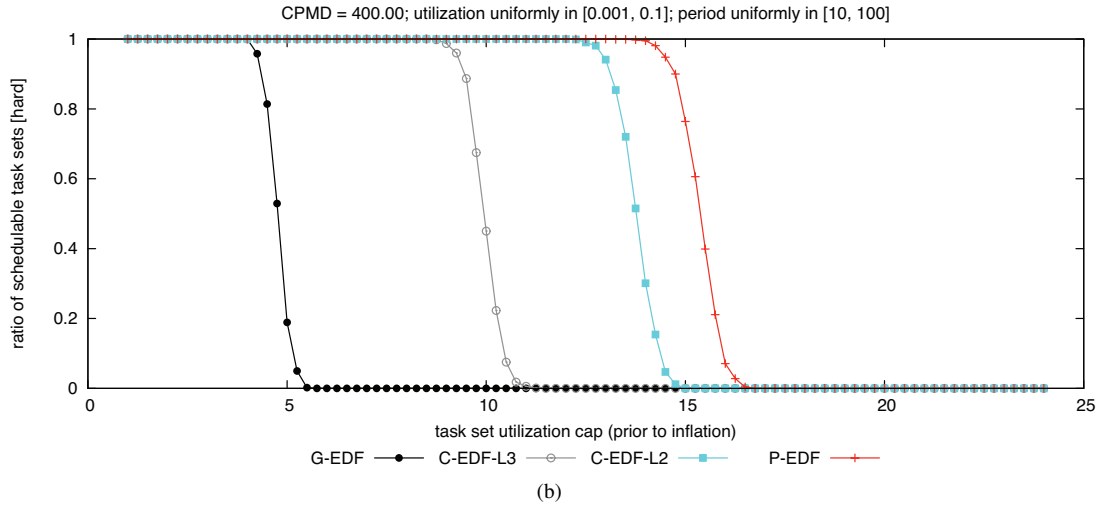 CPMD = 400.00; utilization uniformly in [0.001, 0.1]; period uniformly in [10, 100]
1
0.8
0.6
0.4
0.2
0
ratio of schedulable task sets [hard]
0 5 10 15 20 25
task set utilization cap (prior to inflation)
G-EDF C-EDF-L3 C-EDF-L2 P-EDF
(b)